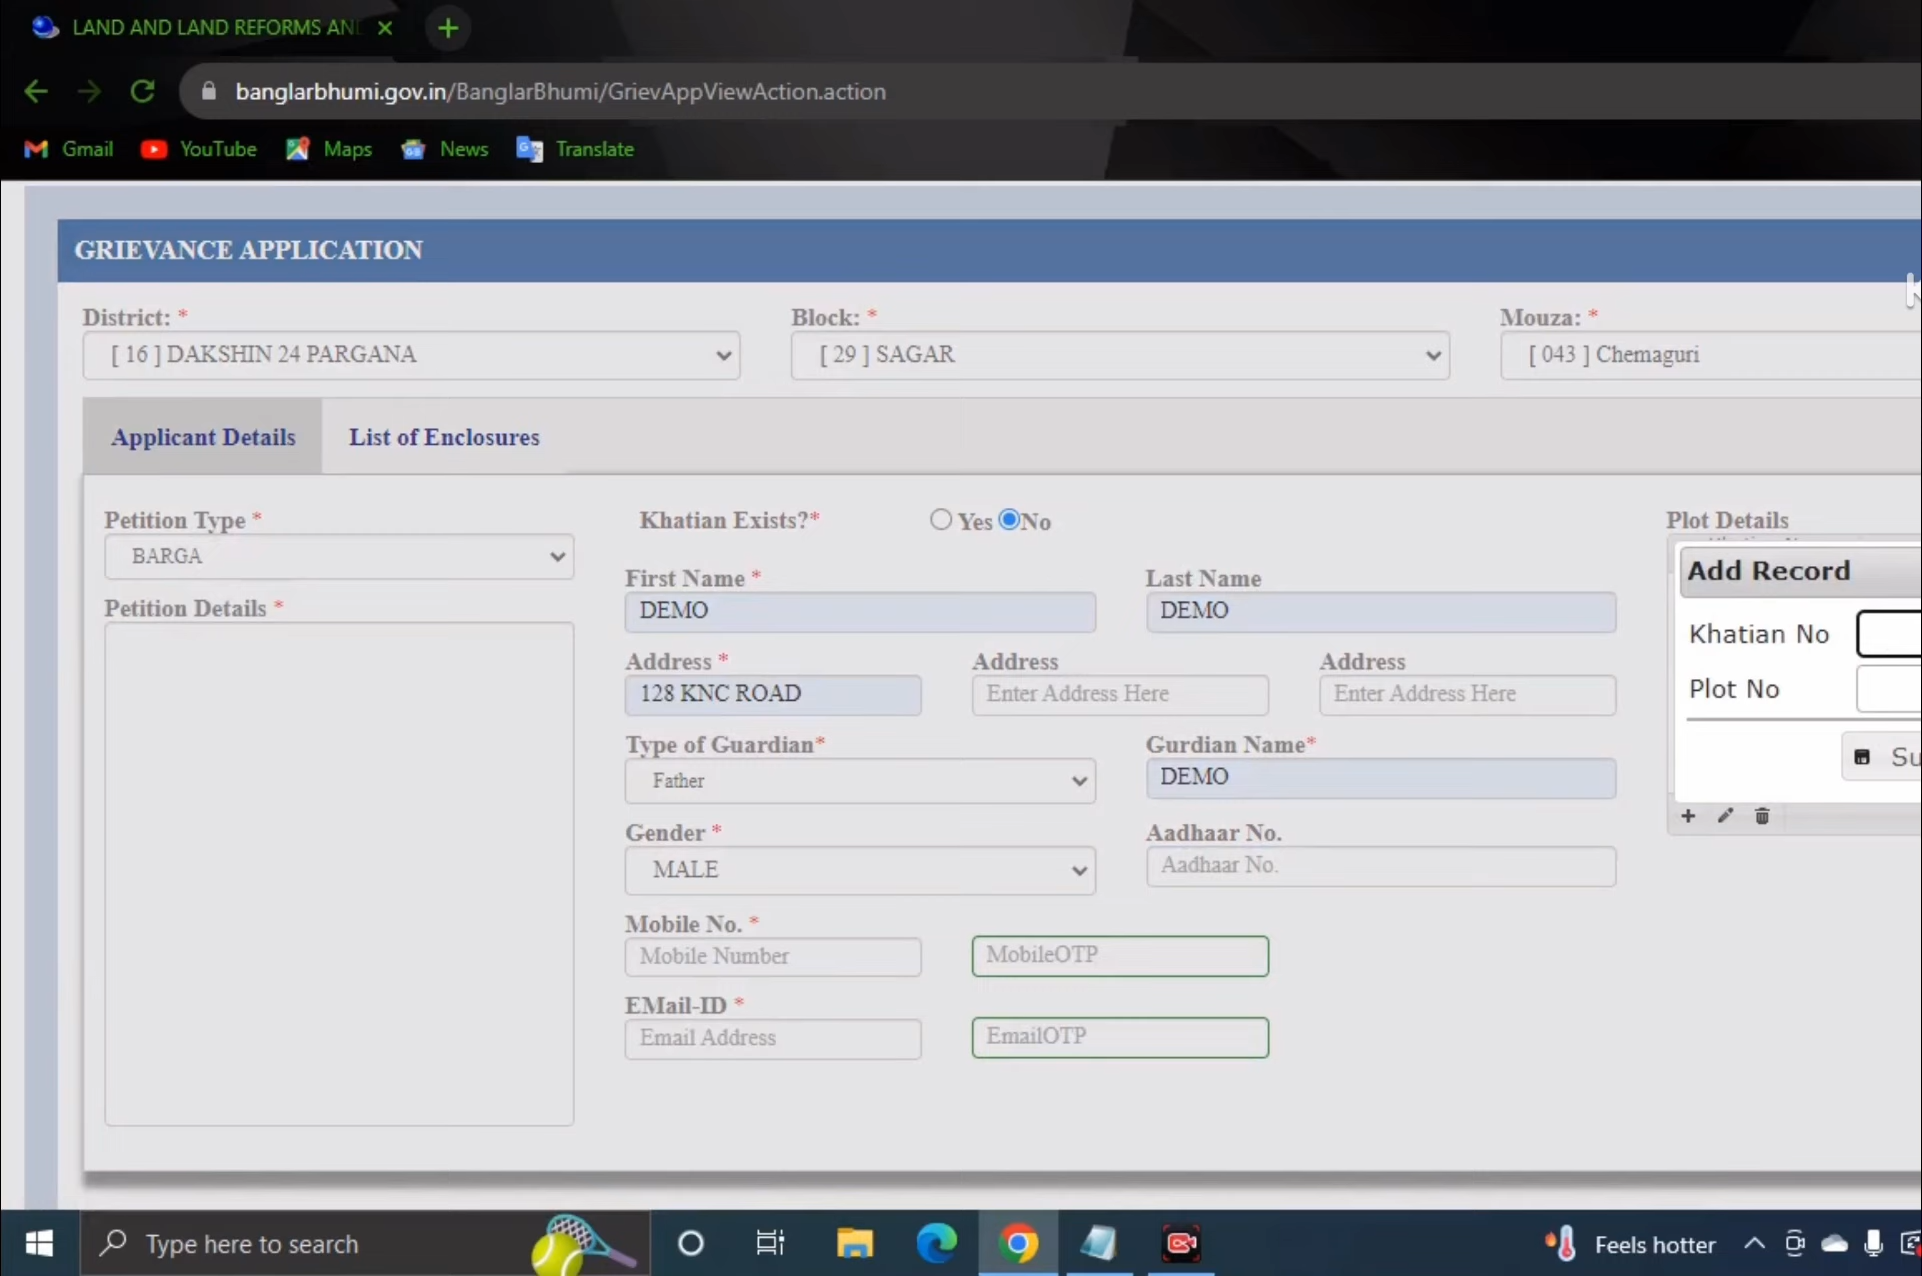 LAND AND LAND REFORMS AN
banglarbhumi.gov.in/BanglarBhumi/GrievAppViewAction.action
Gmail YouTube Maps News Translate
GRIEVANCE APPLICATION
District: * Block: * Mouza: *
[ 16 ] DAKSHIN 24 PARGANA [ 29 ] SAGAR [ 043 ] Chemaguri
Applicant Details List of Enclosures
Petition Type * Khatian Exists?* Yes No Plot Details
BARGA
Add Record
First Name * Last Name
Petition Details * DEMO DEMO
Khatian No
Address * Address Address
128 KNC ROAD Enter Address Here Enter Address Here
Plot No
Type of Guardian* Gurdian Name*
Father DEMO
Su
Gender * Aadhaar No.
MALE Aadhaar No.
Mobile No. *
Mobile Number MobileOTP
EMail-ID *
Email Address EmailOTP
Type here to search Feels hotter